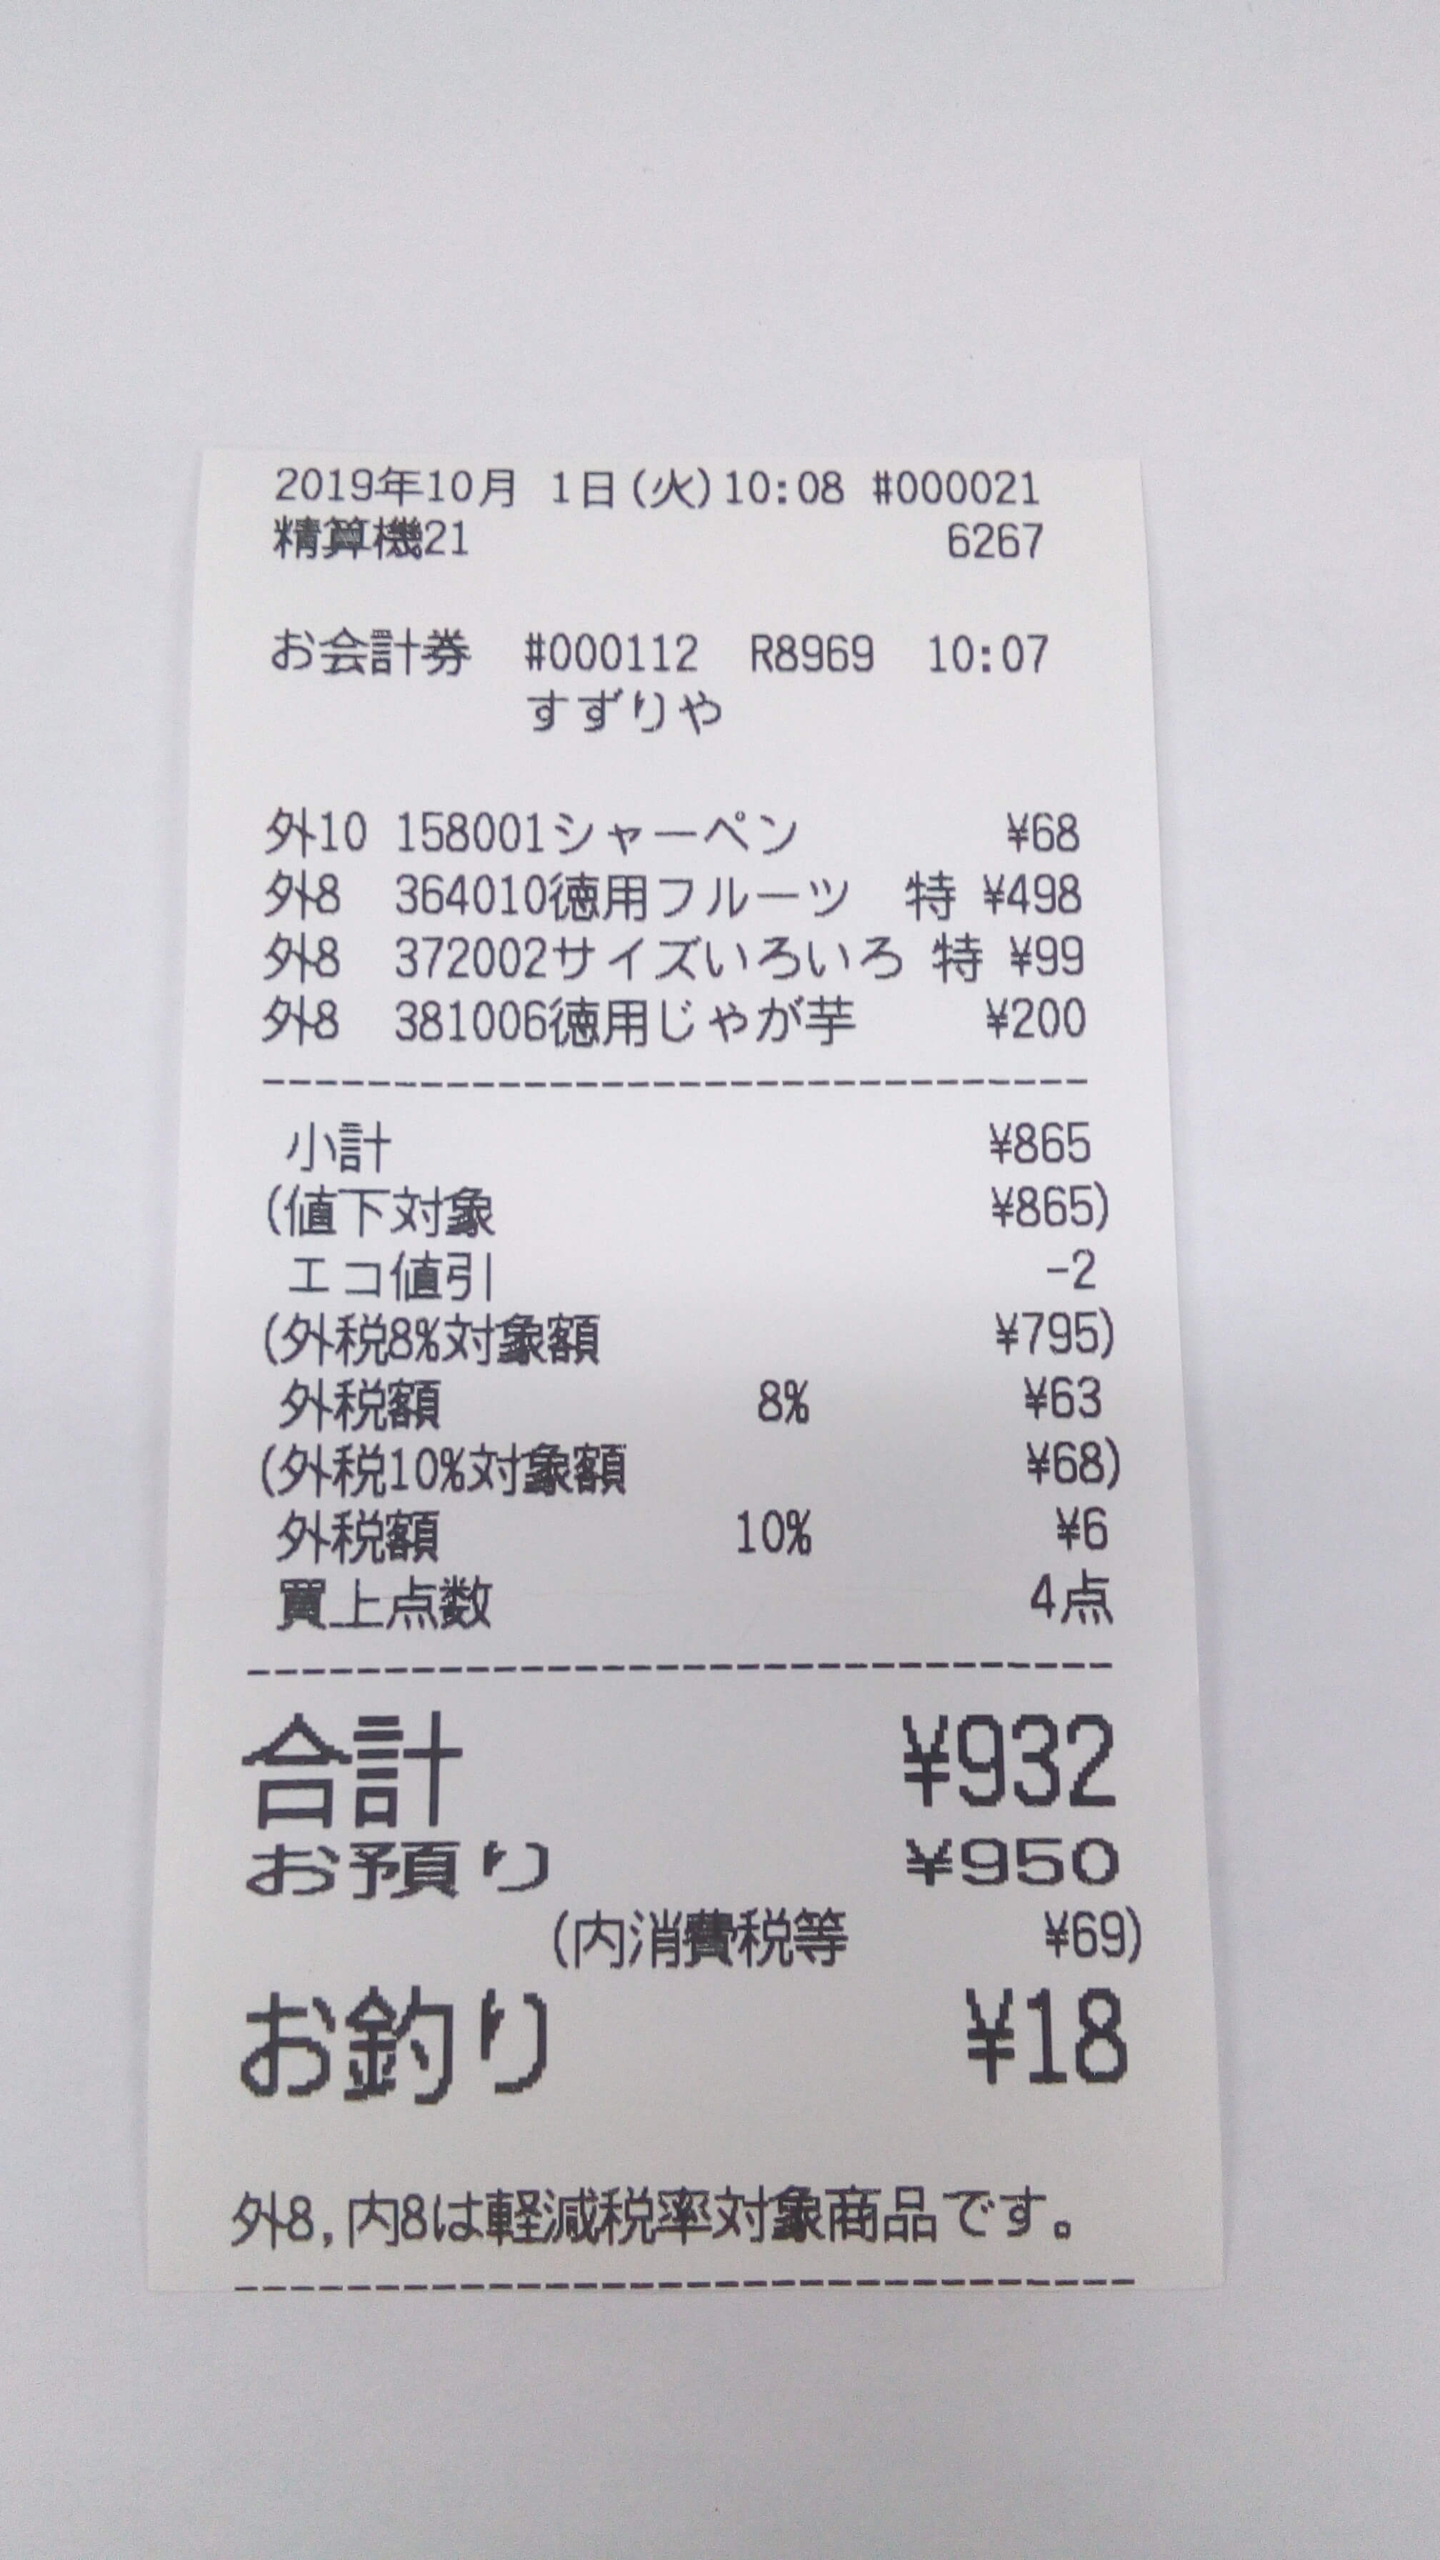 2019年10月 1日(火)10:08 #000021
精算機21 6267
お会計券 #000112 R8969 10:07
すずりや
外10 158001シャーペン ¥68
外8 364010徳用フルーツ 特 ¥498
外8 372002サイズいろいろ 特 ¥99
外8 381006徳用じゃが芋 ¥200
--------------------------------
小計 ¥865
(値下対象 ¥865)
エコ値引 -2
(外税8%対象額 ¥795)
外税額 8% ¥63
(外税10%対象額 ¥68)
外税額 10% ¥6
買上点数 4点
--------------------------------
合計 ¥932
お預り ¥950
(内消費税等 ¥69)
お釣り ¥18
外8,内8は軽減税率対象商品です。
--------------------------------